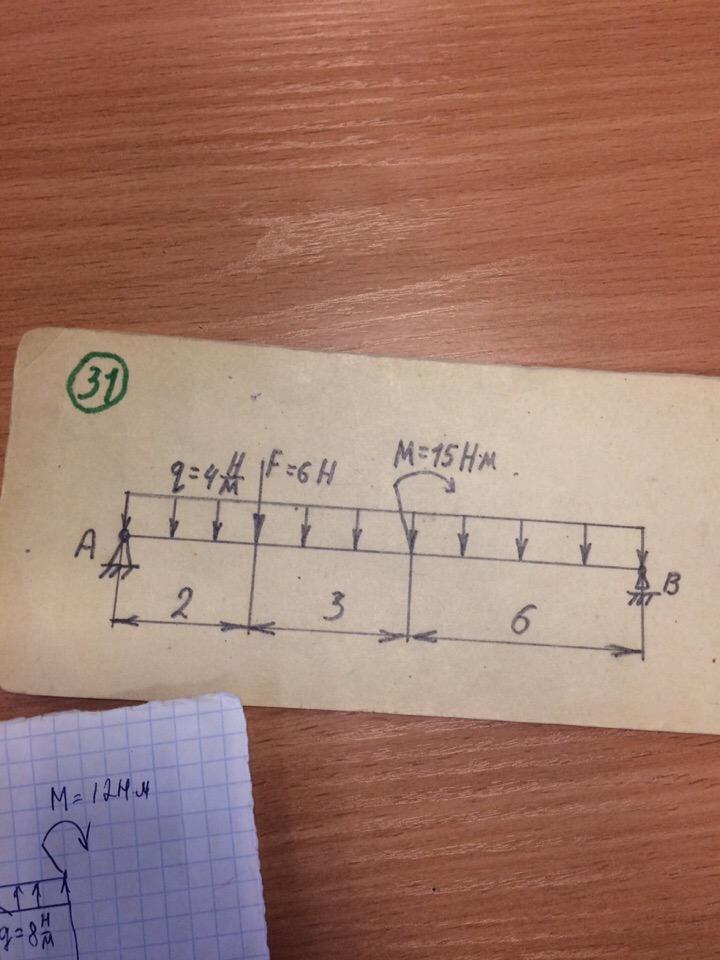 31
q=4 Н/м F=6 Н М=15 Н·м
А В
2 3 6
М=12 Н·м
q=8 Н/м